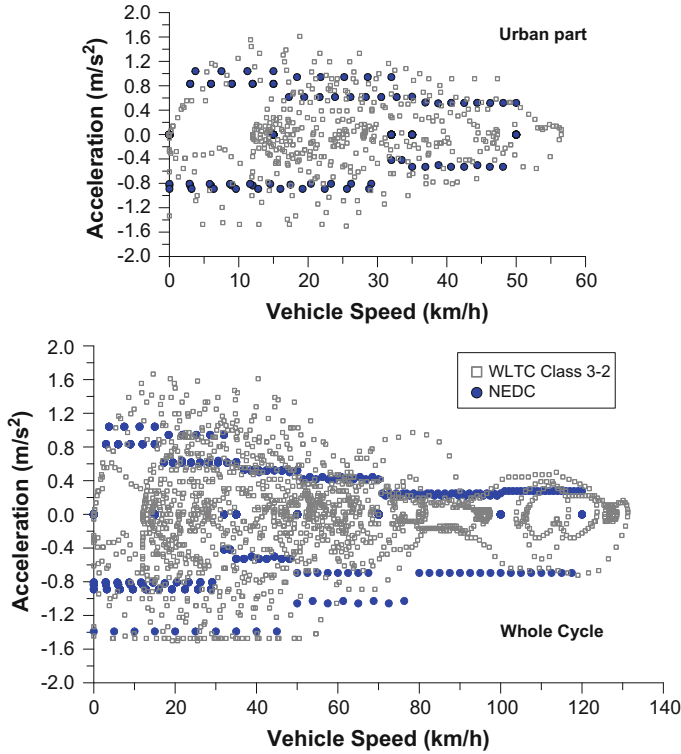 Urban part
Acceleration (m/s²)
2.0
1.6
1.2
0.8
0.4
0.0
-0.4
-0.8
-1.2
-1.6
-2.0
0 10 20 30 40 50 60
Vehicle Speed (km/h)
WLTC Class 3-2
NEDC
Acceleration (m/s²)
2.0
1.6
1.2
0.8
0.4
0.0
-0.4
-0.8
-1.2
-1.6
-2.0
Whole Cycle
0 20 40 60 80 100 120 140
Vehicle Speed (km/h)